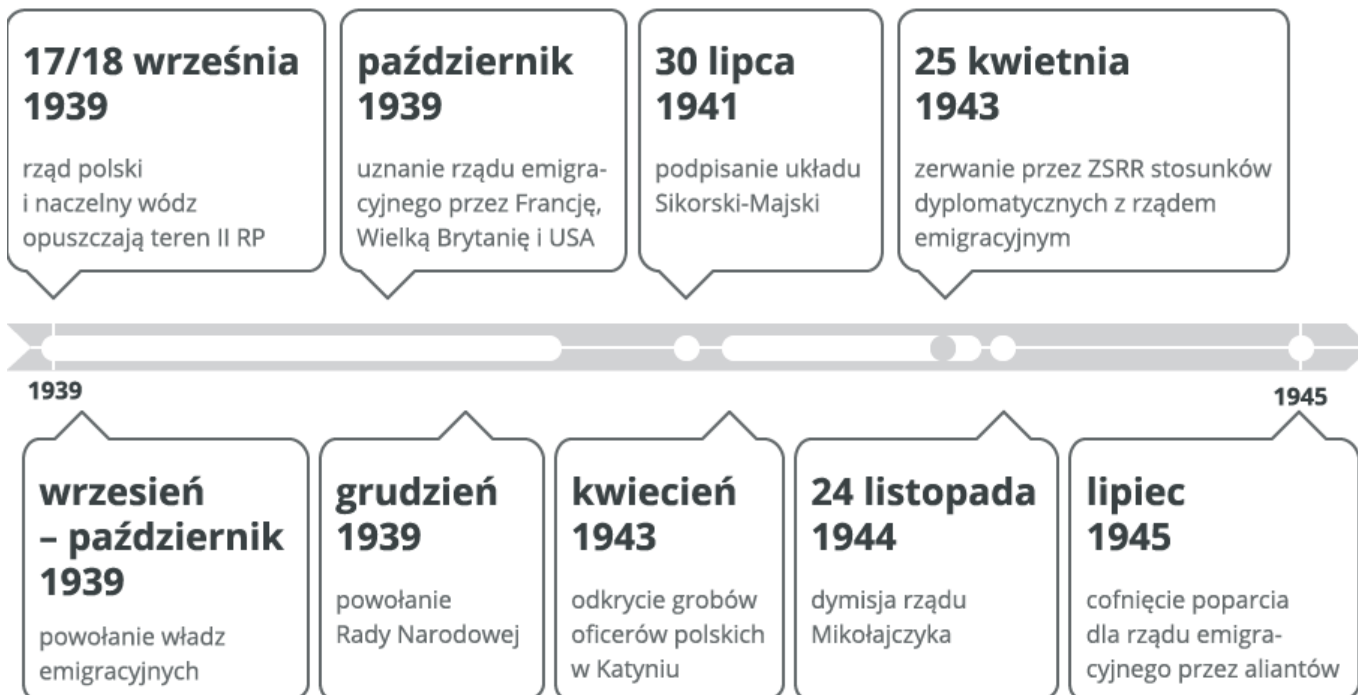 17/18 września
1939
rząd polski
i naczelny wódz
opuszczają teren II RP
październik
1939
uznanie rządu emigra-
cyjnego przez Francję,
Wielką Brytanię i USA
30 lipca
1941
podpisanie układu
Sikorski-Majski
25 kwietnia
1943
zerwanie przez ZSRR stosunków
dyplomatycznych z rządem
emigracyjnym
1939
1945
wrzesień
– październik
1939
powołanie władz
emigracyjnych
grudzień
1939
powołanie
Rady Narodowej
kwiecień
1943
odkrycie grobów
oficerów polskich
w Katyniu
24 listopada
1944
dymisja rządu
Mikołajczyka
lipiec
1945
cofnięcie poparcia
dla rządu emigra-
cyjnego przez aliantów